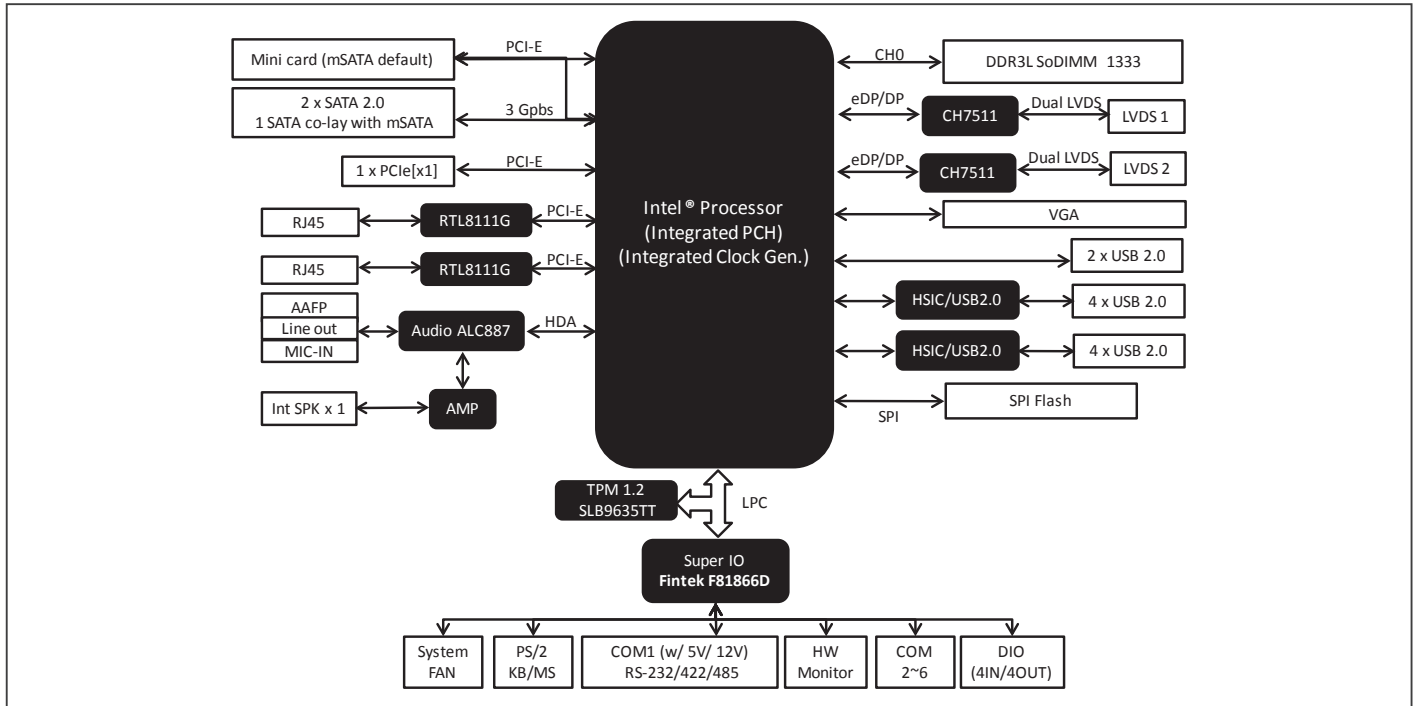 Mini card (mSATA default)
PCI-E
2 x SATA 2.0
1 SATA co-lay with mSATA
3 Gpbs
1 x PCIe[x1]
PCI-E
RJ45
RTL8111G
PCI-E
RJ45
RTL8111G
PCI-E
AAFP
Line out
MIC-IN
Audio ALC887
HDA
Int SPK x 1
AMP
Intel® Processor
(Integrated PCH)
(Integrated Clock Gen.)
CH0
DDR3L SoDIMM 1333
eDP/DP
CH7511
Dual LVDS
LVDS 1
eDP/DP
CH7511
Dual LVDS
LVDS 2
VGA
2 x USB 2.0
HSIC/USB2.0
4 x USB 2.0
HSIC/USB2.0
4 x USB 2.0
SPI
SPI Flash
TPM 1.2
SLB9635TT
LPC
Super IO
Fintek F81866D
System
FAN
PS/2
KB/MS
COM1 (w/ 5V/ 12V)
RS-232/422/485
HW
Monitor
COM
2~6
DIO
(4IN/4OUT)